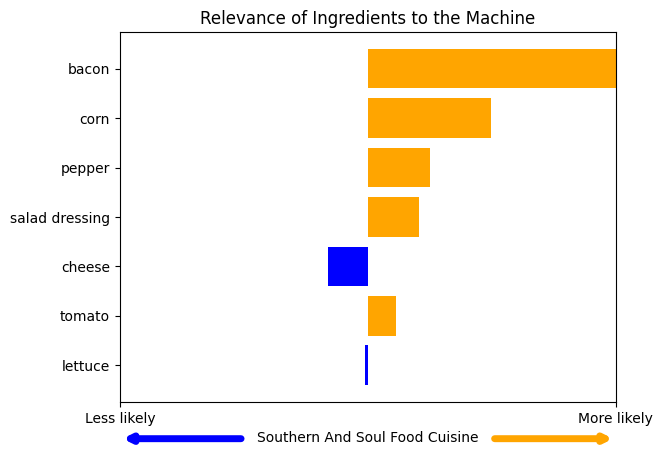 Relevance of Ingredients to the Machine
bacon
corn
pepper
salad dressing
cheese
tomato
lettuce
Less likely
More likely
Southern And Soul Food Cuisine